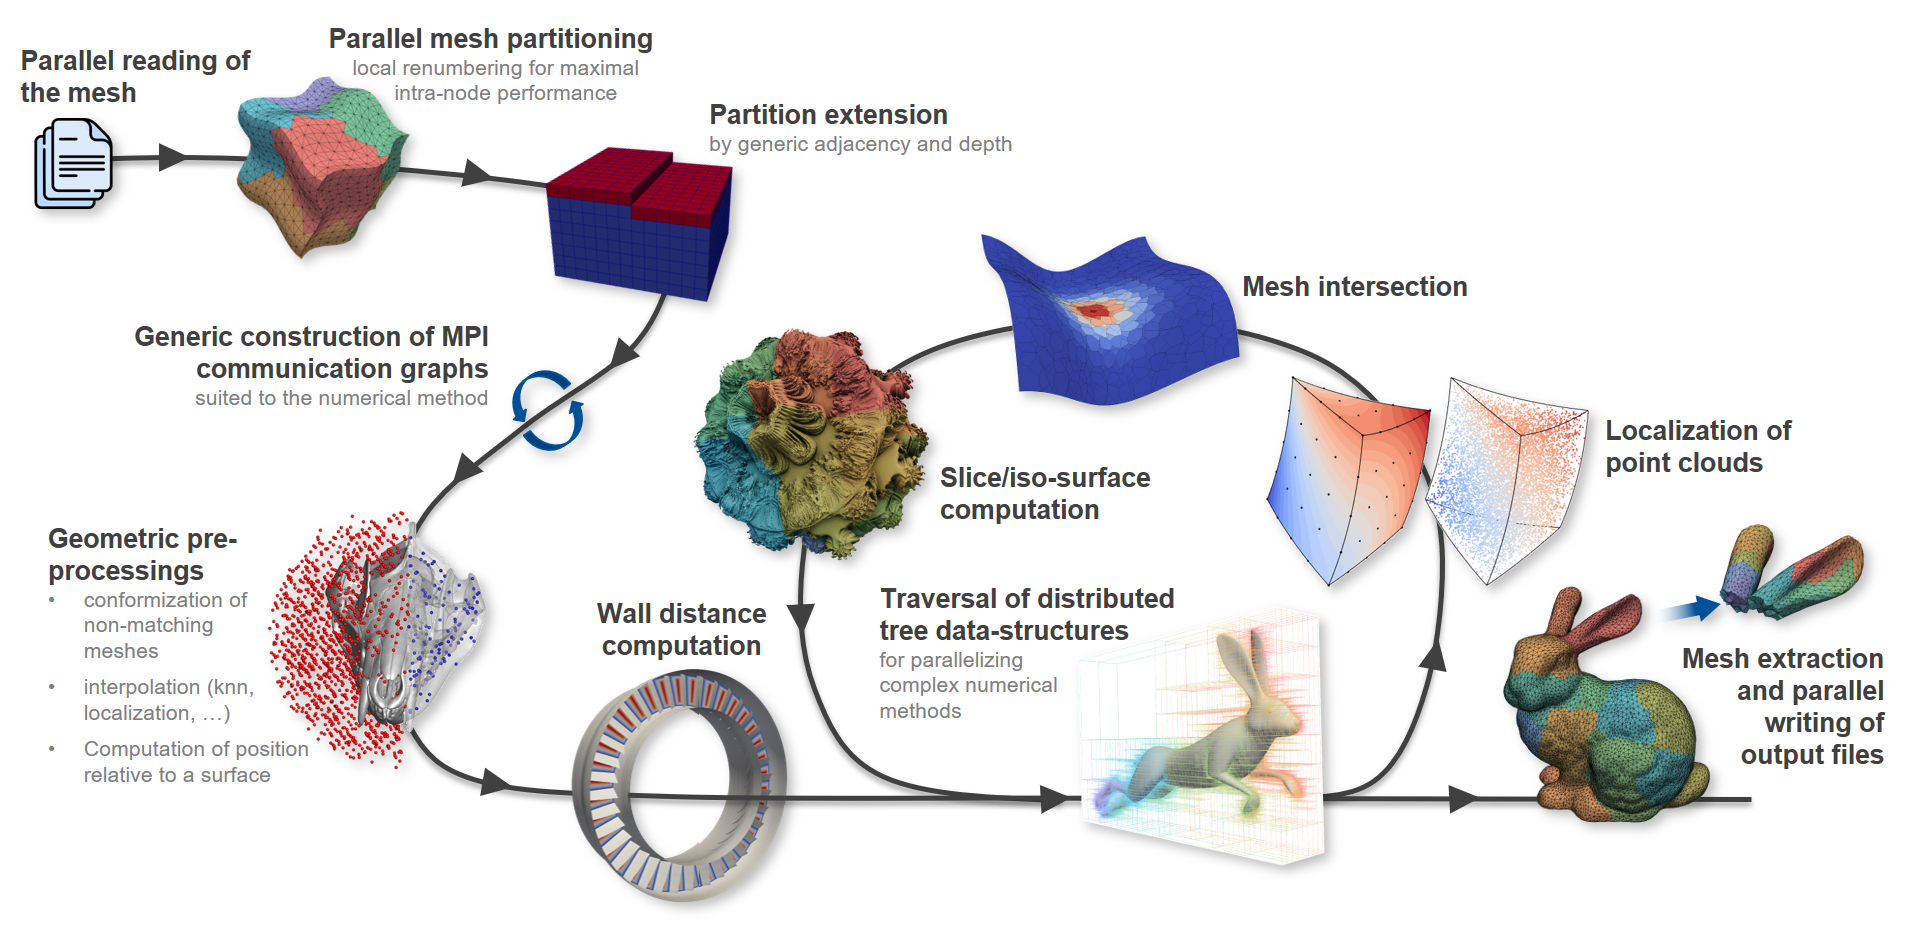 Parallel reading of
the mesh
Parallel mesh partitioning
local renumbering for maximal
intra-node performance
Partition extension
by generic adjacency and depth
Generic construction of MPI
communication graphs
suited to the numerical method
Geometric pre-
processings
• conformization of
non-matching
meshes
• interpolation (knn,
localization, …)
• Computation of position
relative to a surface
Wall distance
computation
Traversal of distributed
tree data-structures
for parallelizing
complex numerical
methods
Slice/iso-surface
computation
Mesh intersection
Localization of
point clouds
Mesh extraction
and parallel
writing of
output files